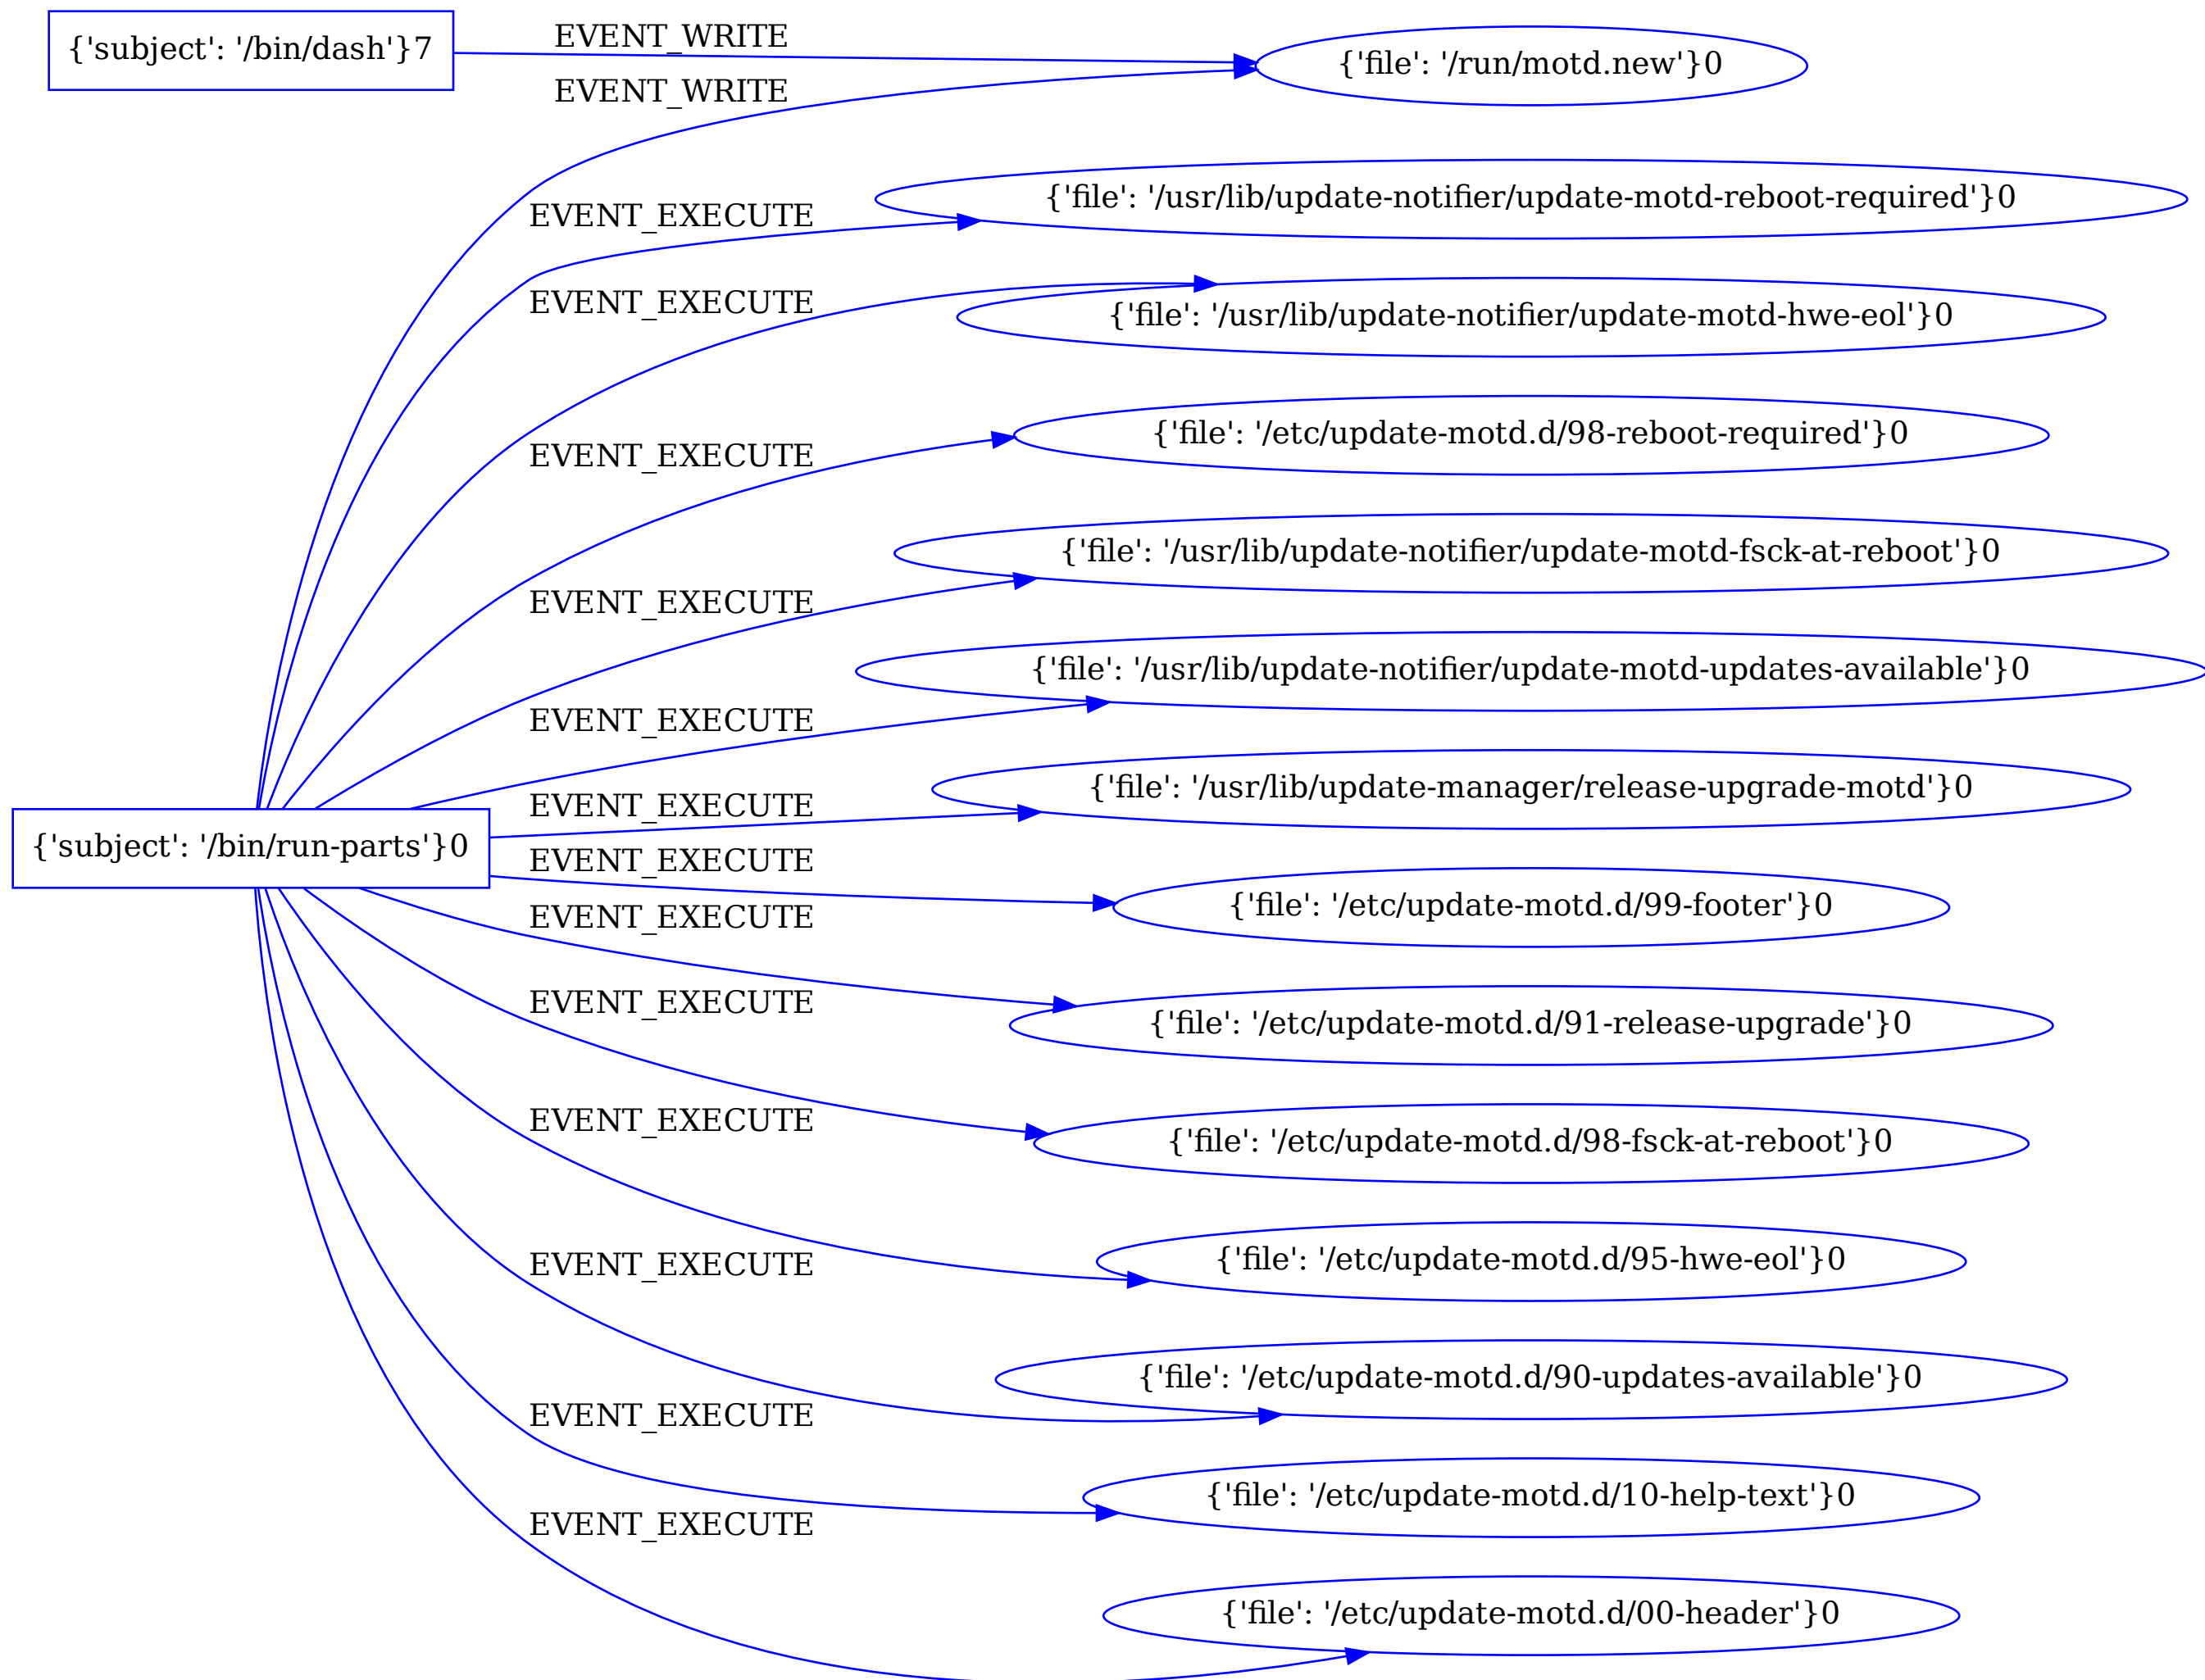 {'subject': '/bin/dash'}7
EVENT_WRITE
{'file': '/run/motd.new'}0
EVENT_WRITE
EVENT_EXECUTE
{'file': '/usr/lib/update-notifier/update-motd-reboot-required'}0
EVENT_EXECUTE
{'file': '/usr/lib/update-notifier/update-motd-hwe-eol'}0
EVENT_EXECUTE
{'file': '/etc/update-motd.d/98-reboot-required'}0
EVENT_EXECUTE
{'file': '/usr/lib/update-notifier/update-motd-fsck-at-reboot'}0
EVENT_EXECUTE
{'file': '/usr/lib/update-notifier/update-motd-updates-available'}0
{'subject': '/bin/run-parts'}0
EVENT_EXECUTE
{'file': '/usr/lib/update-manager/release-upgrade-motd'}0
EVENT_EXECUTE
{'file': '/etc/update-motd.d/99-footer'}0
EVENT_EXECUTE
{'file': '/etc/update-motd.d/91-release-upgrade'}0
EVENT_EXECUTE
{'file': '/etc/update-motd.d/98-fsck-at-reboot'}0
EVENT_EXECUTE
{'file': '/etc/update-motd.d/95-hwe-eol'}0
EVENT_EXECUTE
{'file': '/etc/update-motd.d/90-updates-available'}0
EVENT_EXECUTE
{'file': '/etc/update-motd.d/10-help-text'}0
EVENT_EXECUTE
{'file': '/etc/update-motd.d/00-header'}0